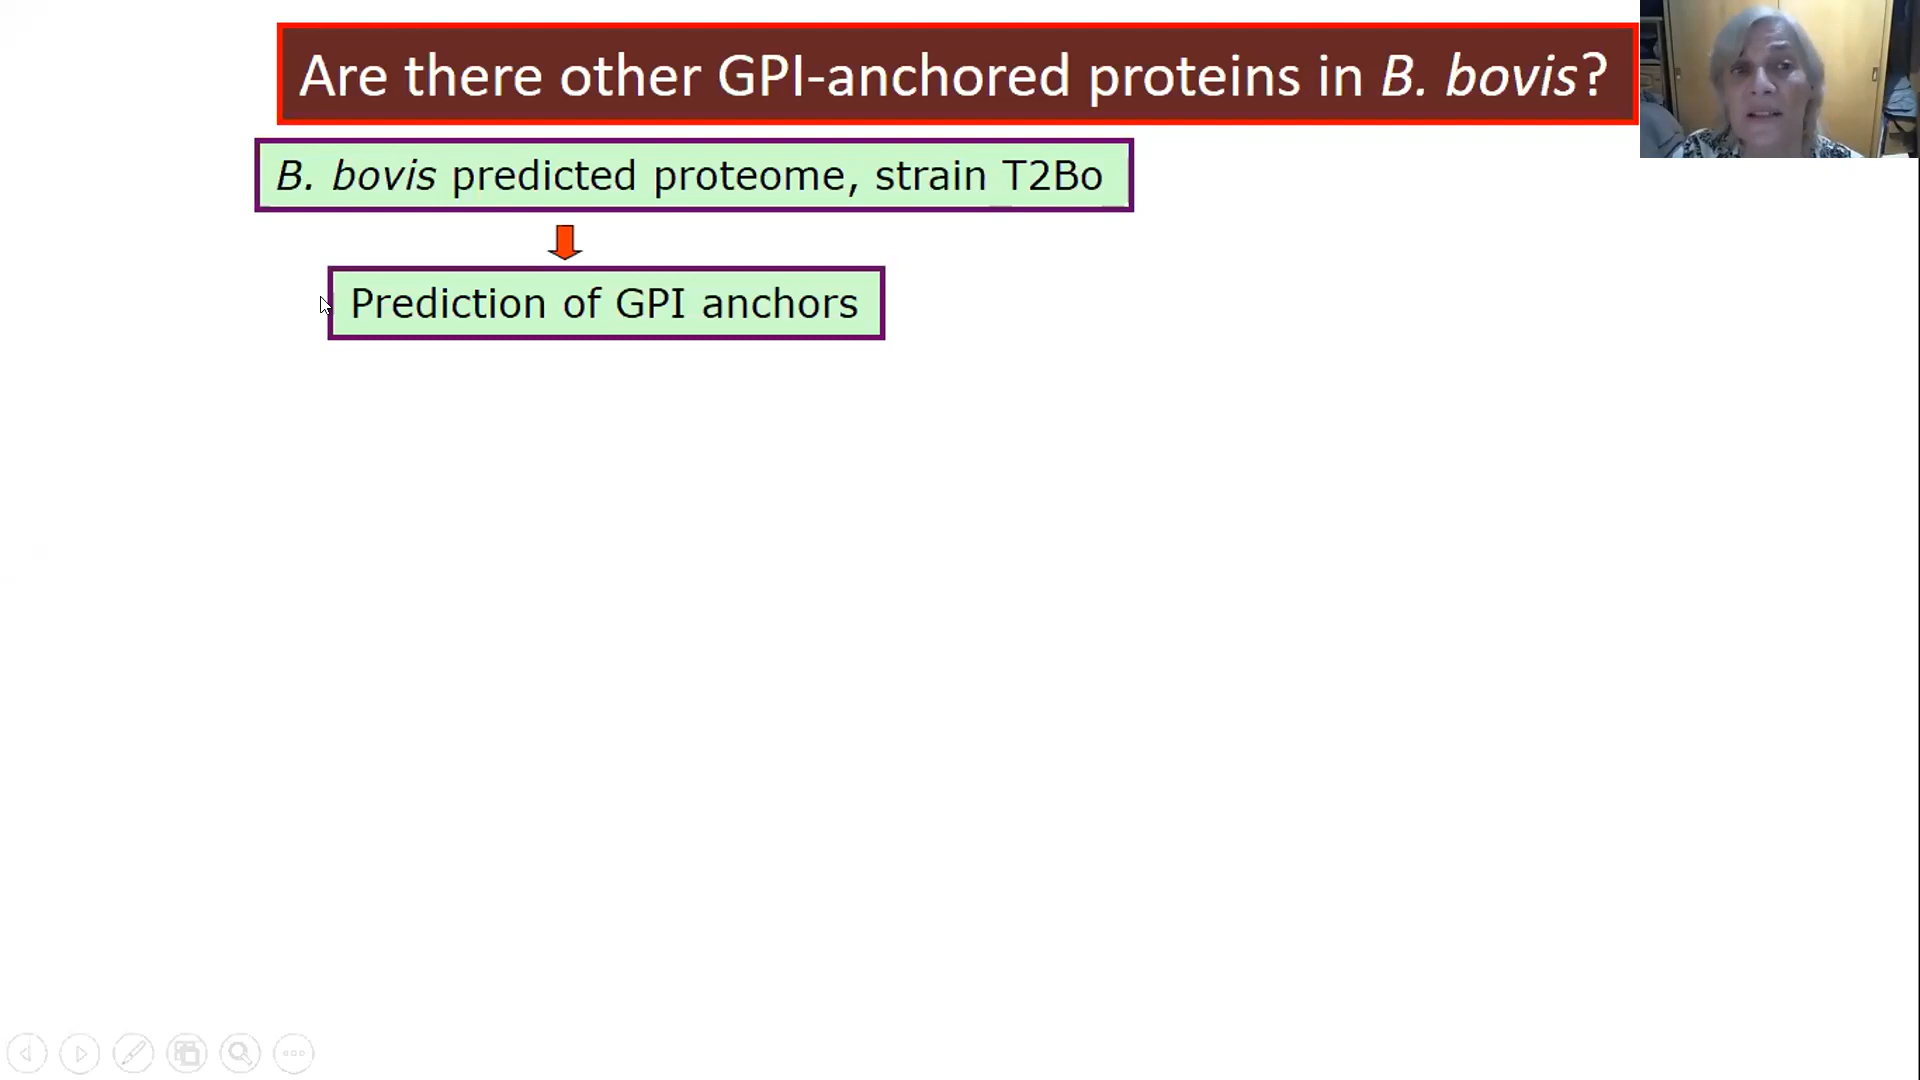 Are there other GPI-anchored proteins in B. bovis?
B. bovis predicted proteome, strain T2Bo
Prediction of GPI anchors